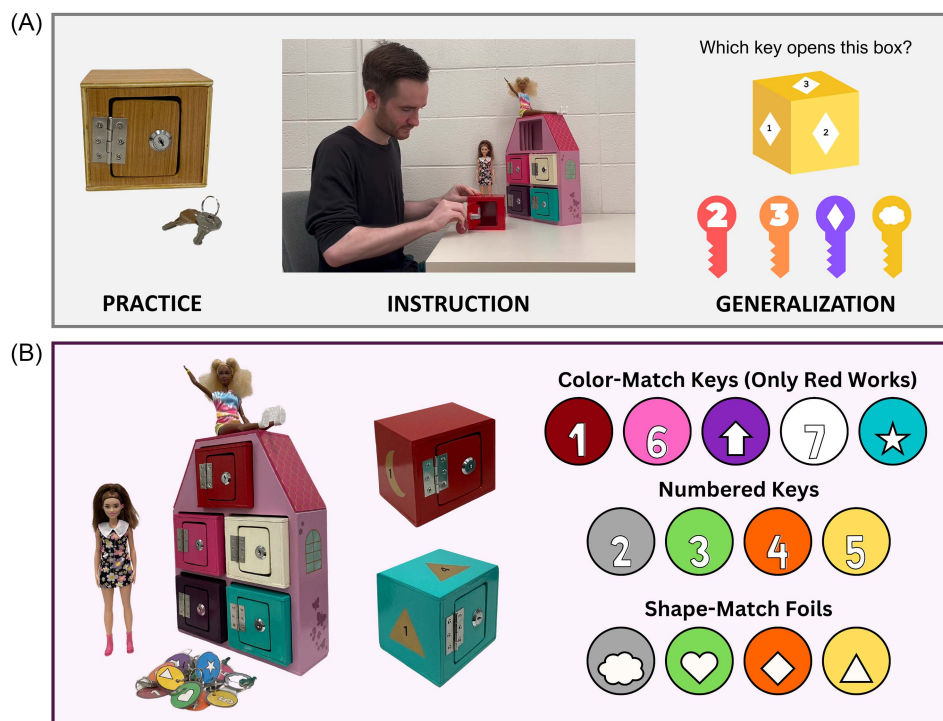 (A)
Which key opens this box?
3
1
2
2
3
PRACTICE
INSTRUCTION
GENERALIZATION
(B)
Color-Match Keys (Only Red Works)
1
6
7
1
Numbered Keys
2
3
4
5
4
1
Shape-Match Foils